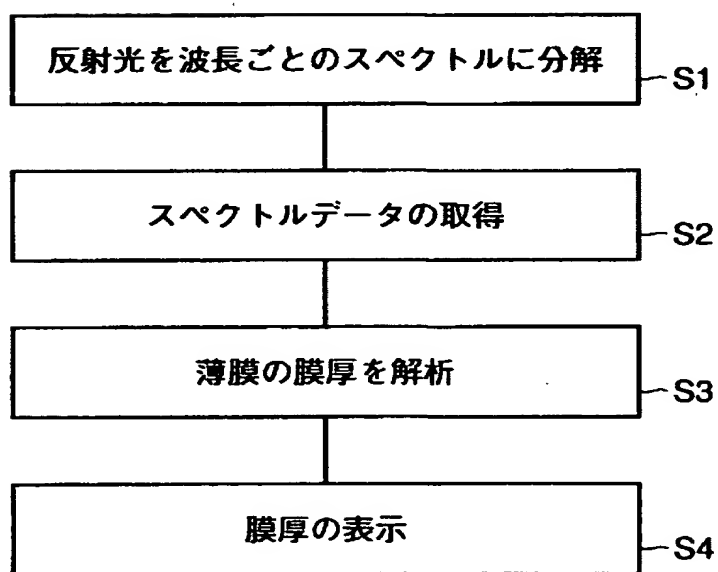 反射光を波長ごとのスペクトルに分解
S1
スペクトルデータの取得
S2
薄膜の膜厚を解析
S3
膜厚の表示
S4